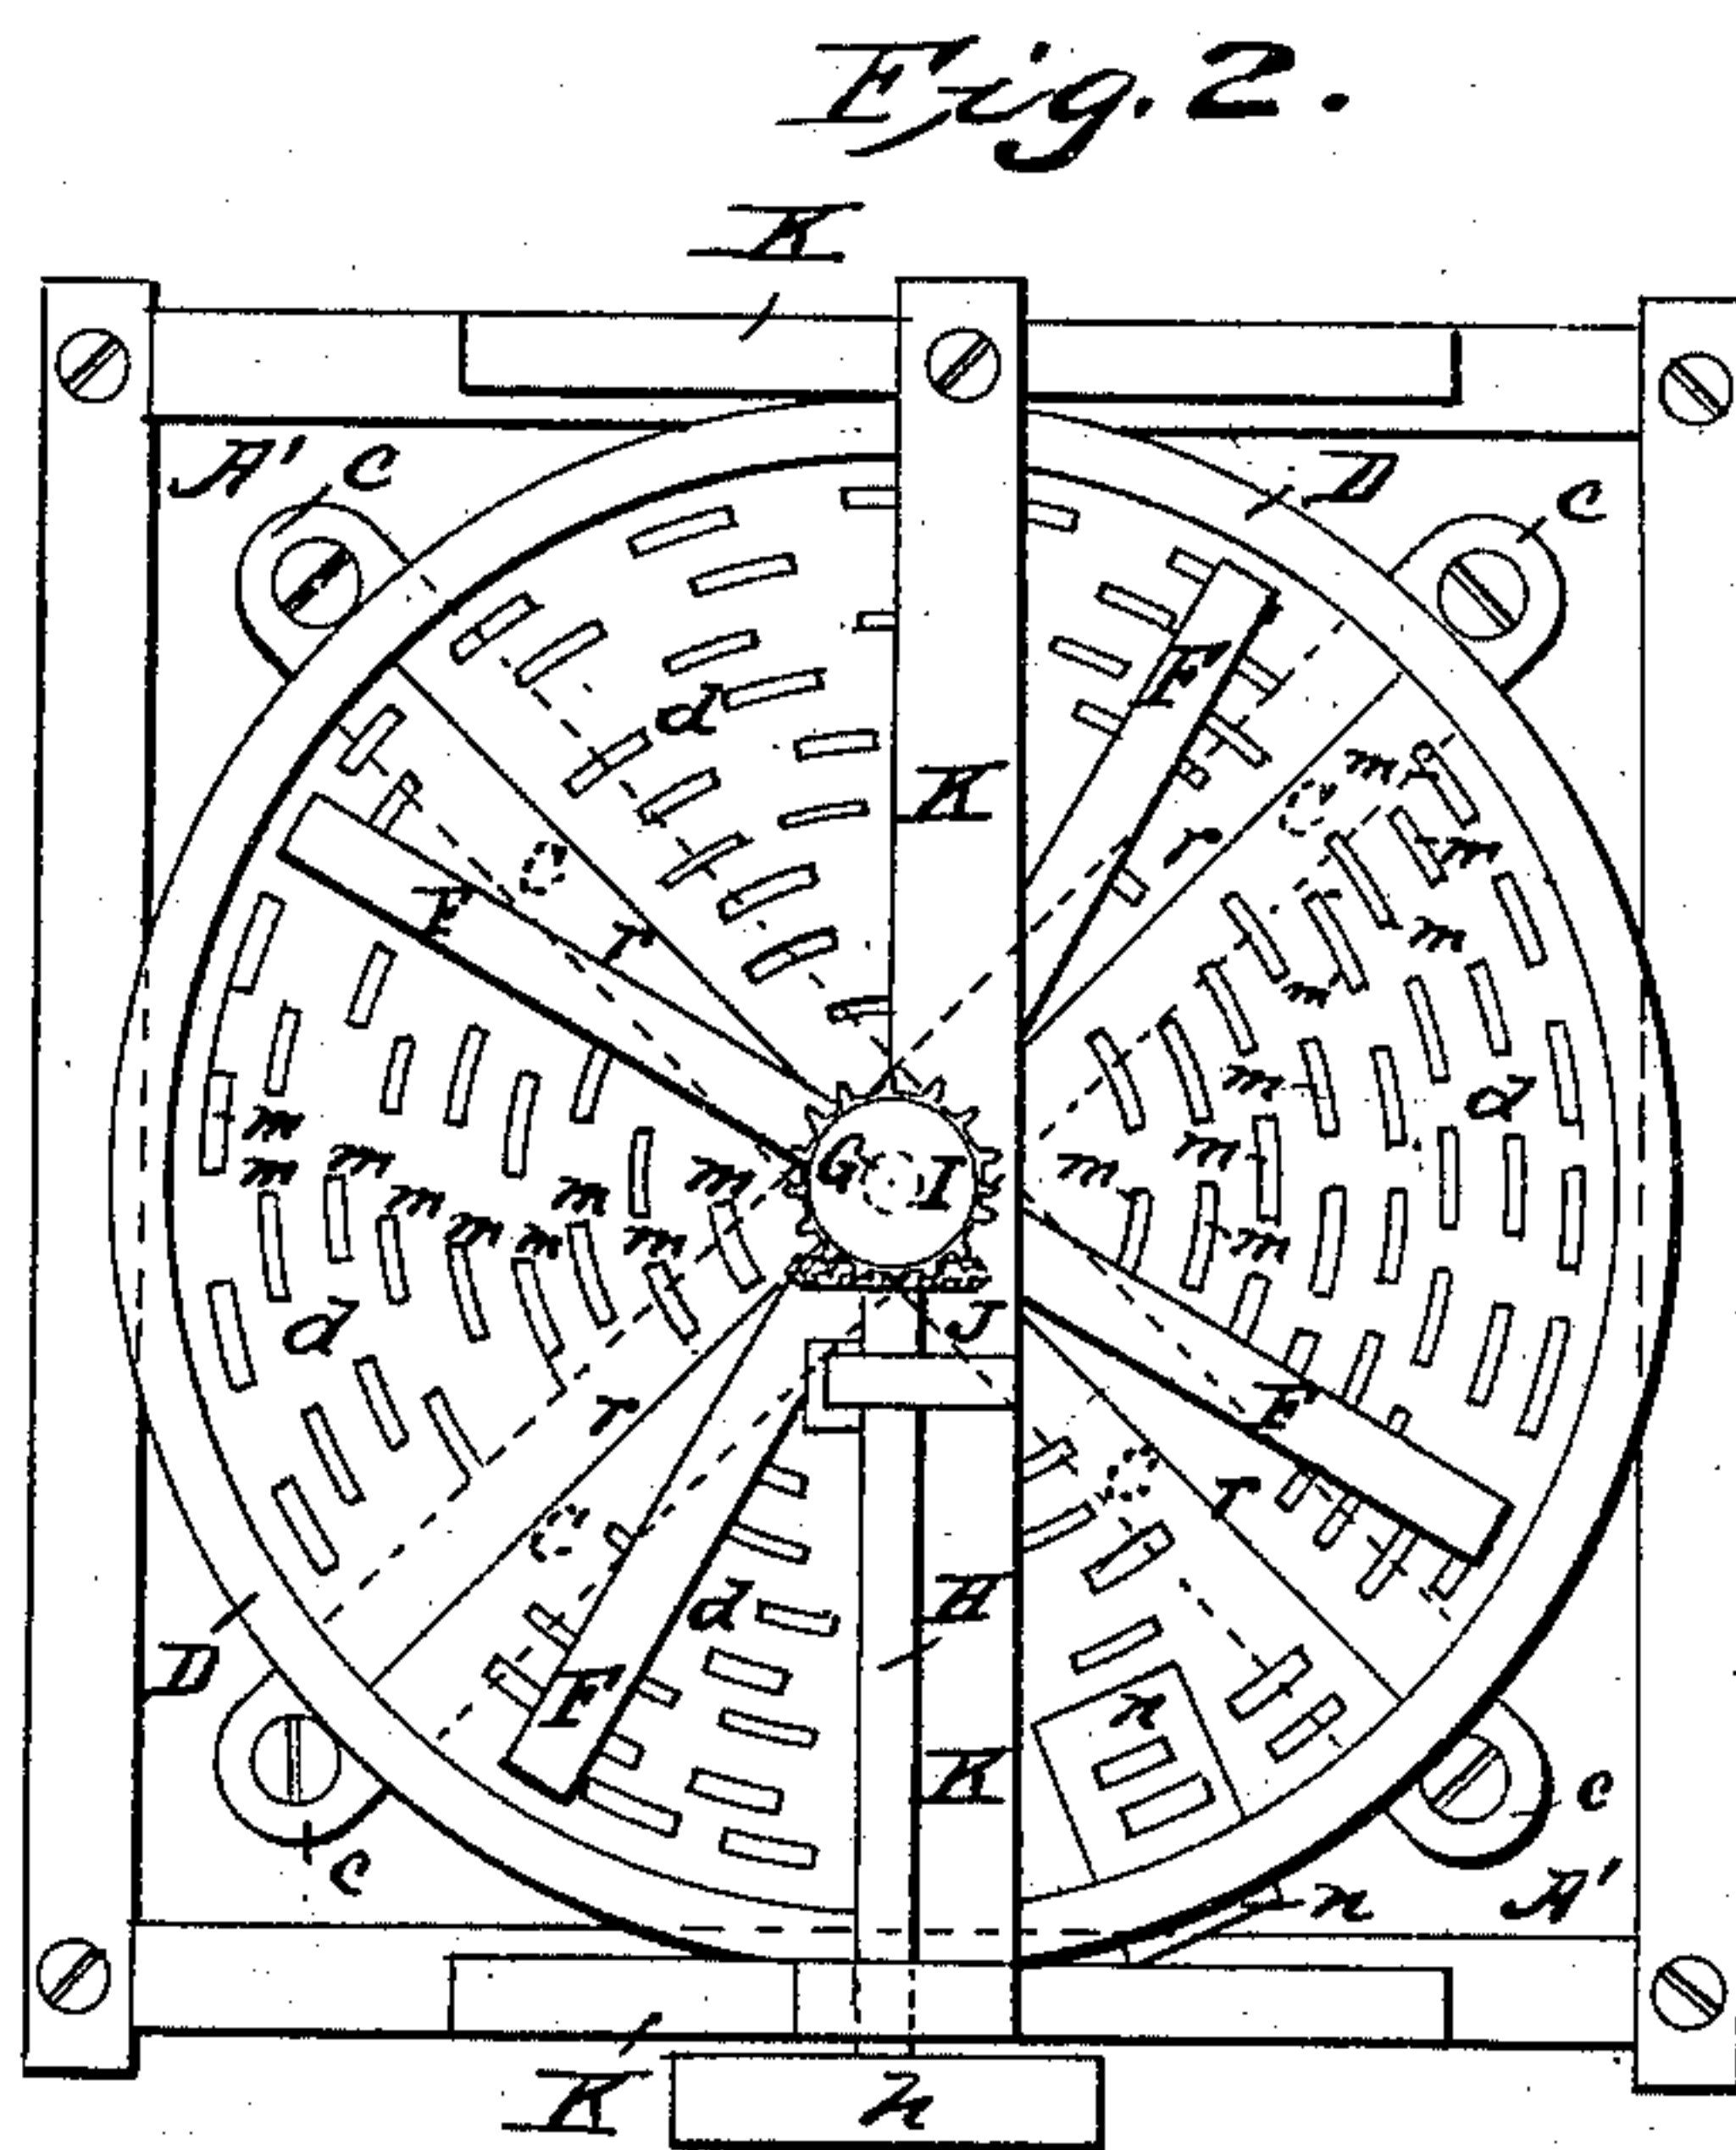 Fig. 2.
K
A' c D c
d F
K m
C r C m
F r m
m
m d
m G I m
m m m m m m
m m m m m
d J
r F
C C r
H
d
D F n
K
c c
n A'
K h